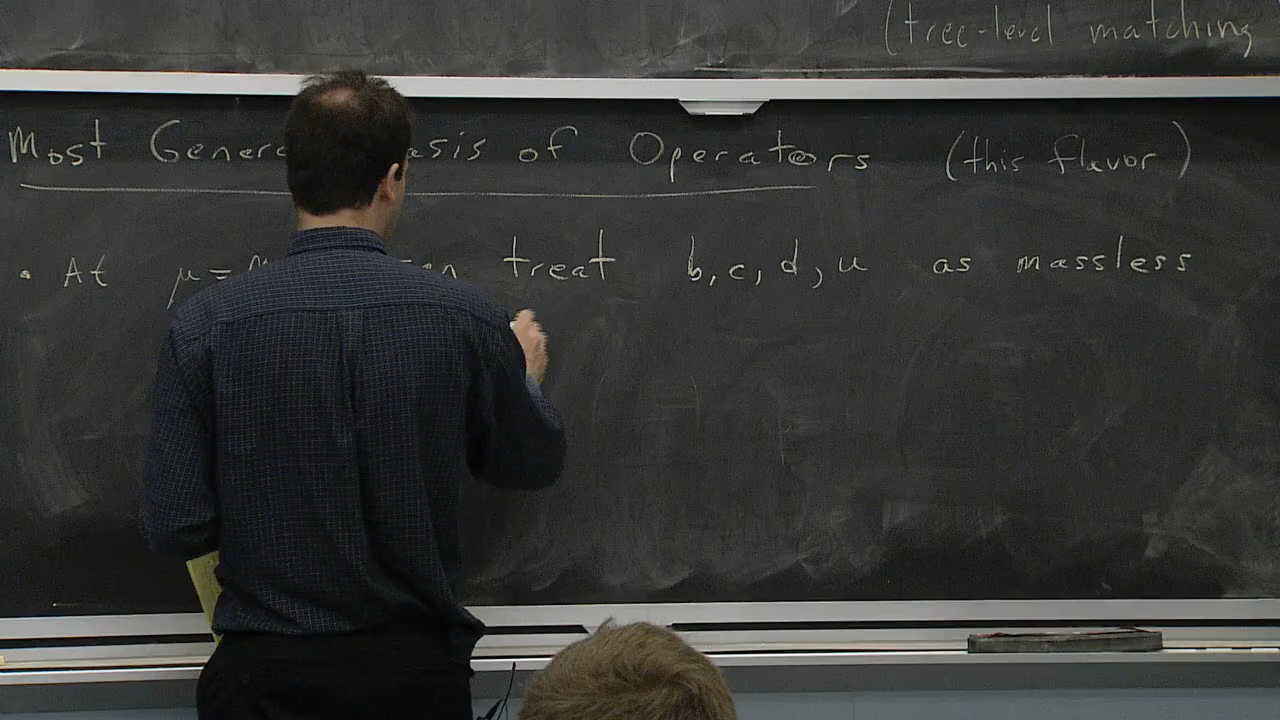 (tree-level matching
Most Gener asis of Operators (this flavor)
• At μ = treat b, c, d, u as massless